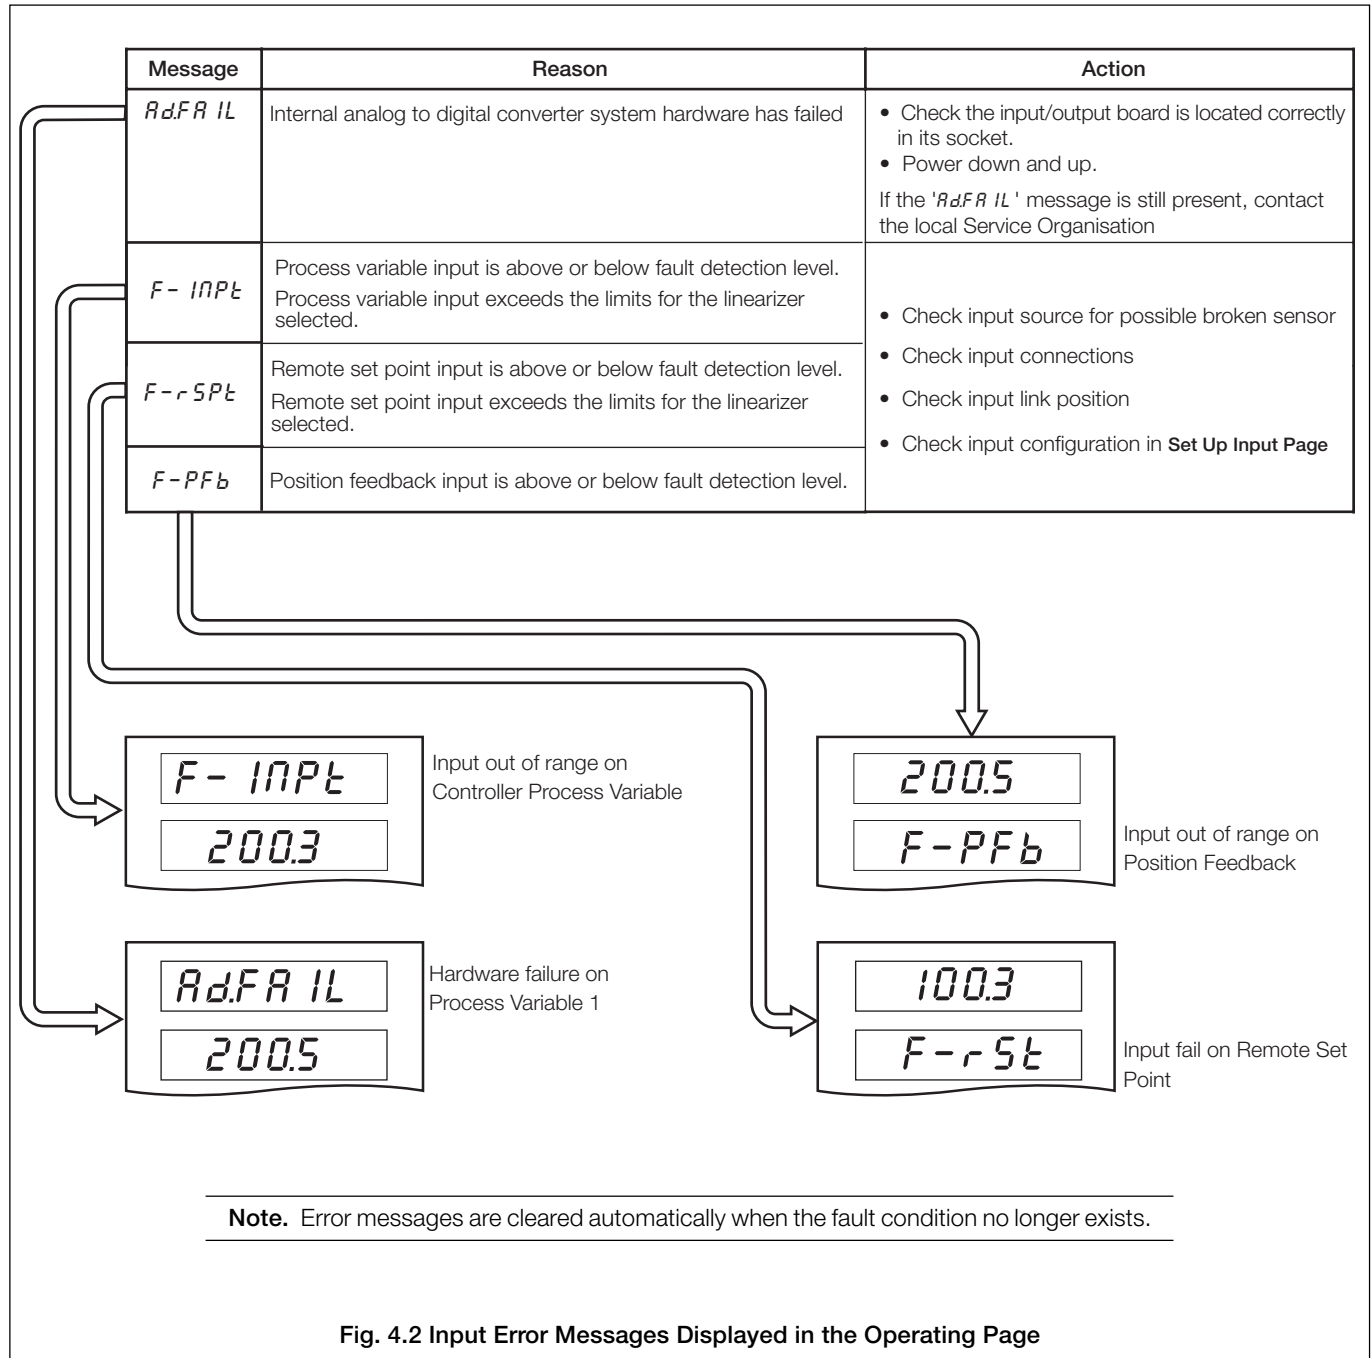 Message Reason Action
Ad.FAIL
Internal analog to digital converter system hardware has failed
• Check the input/output board is located correctly
in its socket.
• Power down and up.
If the 'Ad.FAIL' message is still present, contact
the local Service Organisation
F-INPt
Process variable input is above or below fault detection level.
Process variable input exceeds the limits for the linearizer
selected.
F-rSPt
Remote set point input is above or below fault detection level.
Remote set point input exceeds the limits for the linearizer
selected.
F-PFb
Position feedback input is above or below fault detection level.
• Check input source for possible broken sensor
• Check input connections
• Check input link position
• Check input configuration in Set Up Input Page
F-INPt
200.3
Input out of range on
Controller Process Variable
200.5
F-PFb
Input out of range on
Position Feedback
Ad.FAIL
200.5
Hardware failure on
Process Variable 1
100.3
F-rSt
Input fail on Remote Set
Point
Note. Error messages are cleared automatically when the fault condition no longer exists.
Fig. 4.2 Input Error Messages Displayed in the Operating Page